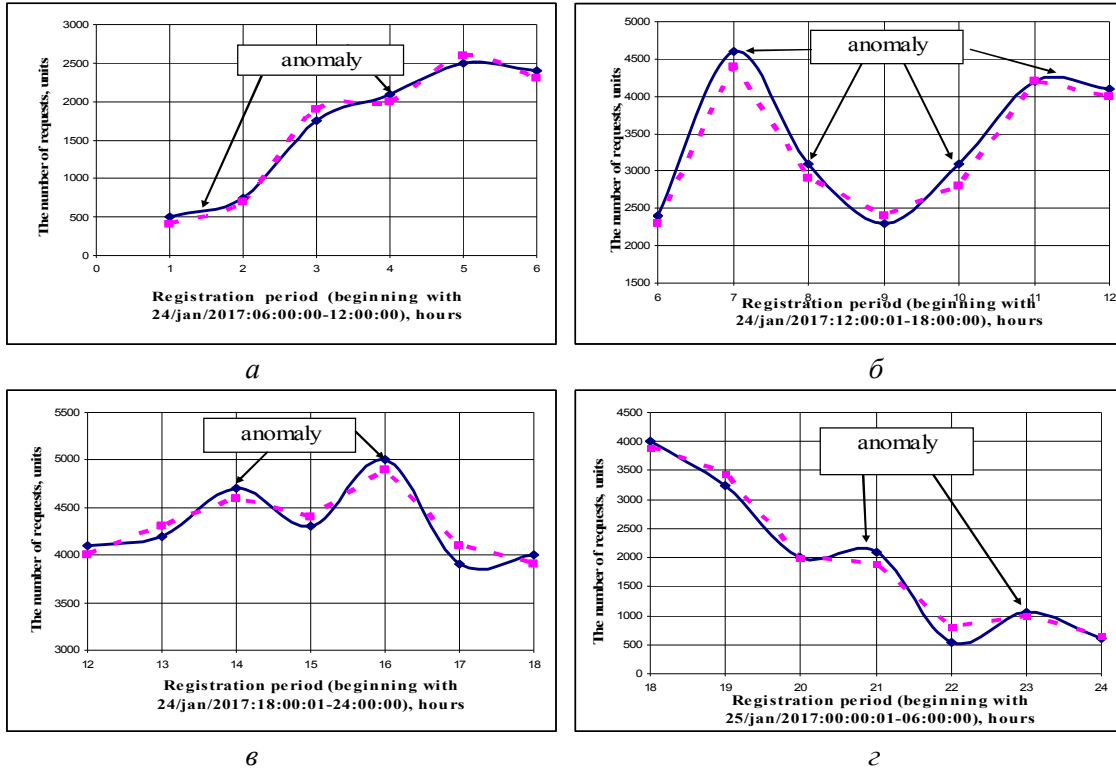 3000
2500
2000
1500
1000
500
0
The number of requests, units
anomaly
0 1 2 3 4 5 6
Registration period (beginning with
24/jan/2017:06:00:00-12:00:00), hours
а
5000
4500
4000
3500
3000
2500
2000
1500
The number of requests, units
anomaly
6 7 8 9 10 11 12
Registration period (beginning with
24/jan/2017:12:00:01-18:00:00), hours
б
5500
5000
4500
4000
3500
3000
The number of requests, units
anomaly
12 13 14 15 16 17 18
Registration period (beginning with
24/jan/2017:18:00:01-24:00:00), hours
в
4500
4000
3500
3000
2500
2000
1500
1000
500
0
The number of requests, units
anomaly
18 19 20 21 22 23 24
Registration period (beginning with
25/jan/2017:00:00:01-06:00:00), hours
г